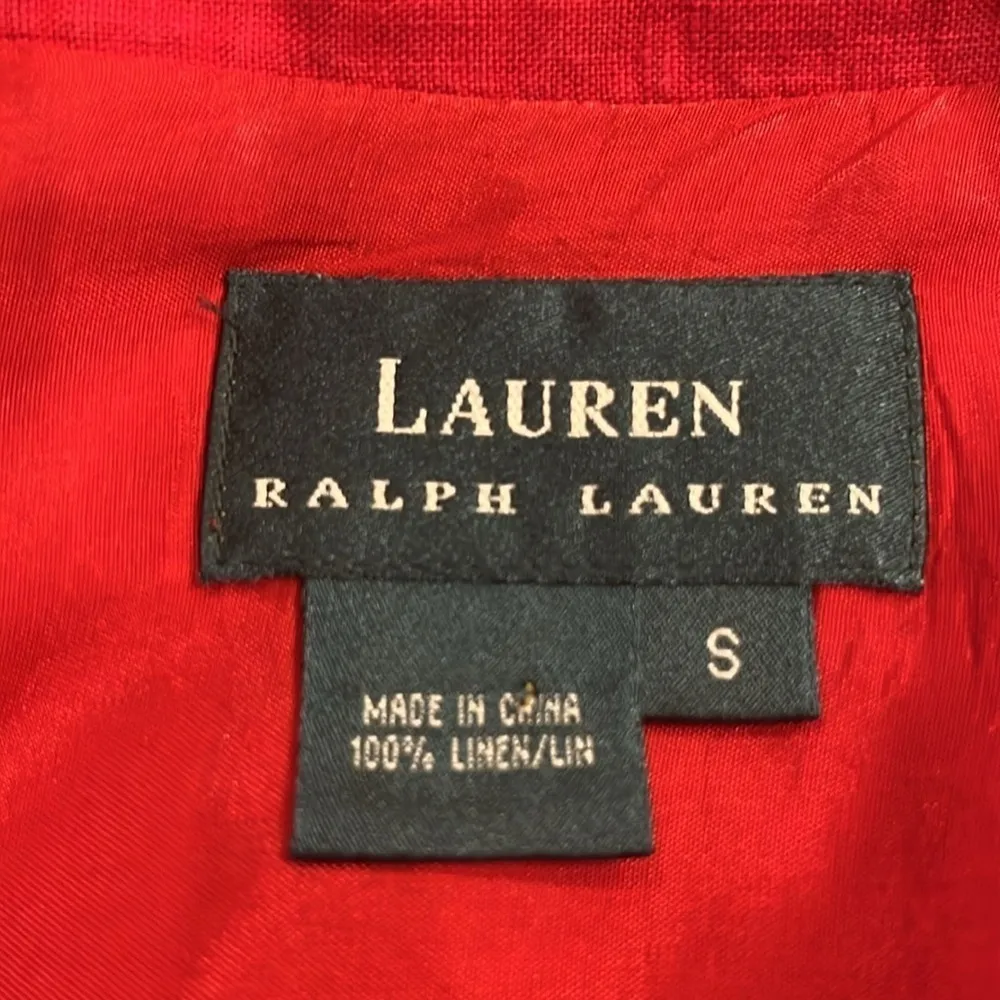 LAUREN
RALPH LAUREN
S
MADE IN CHINA
100% LINEN/LIN